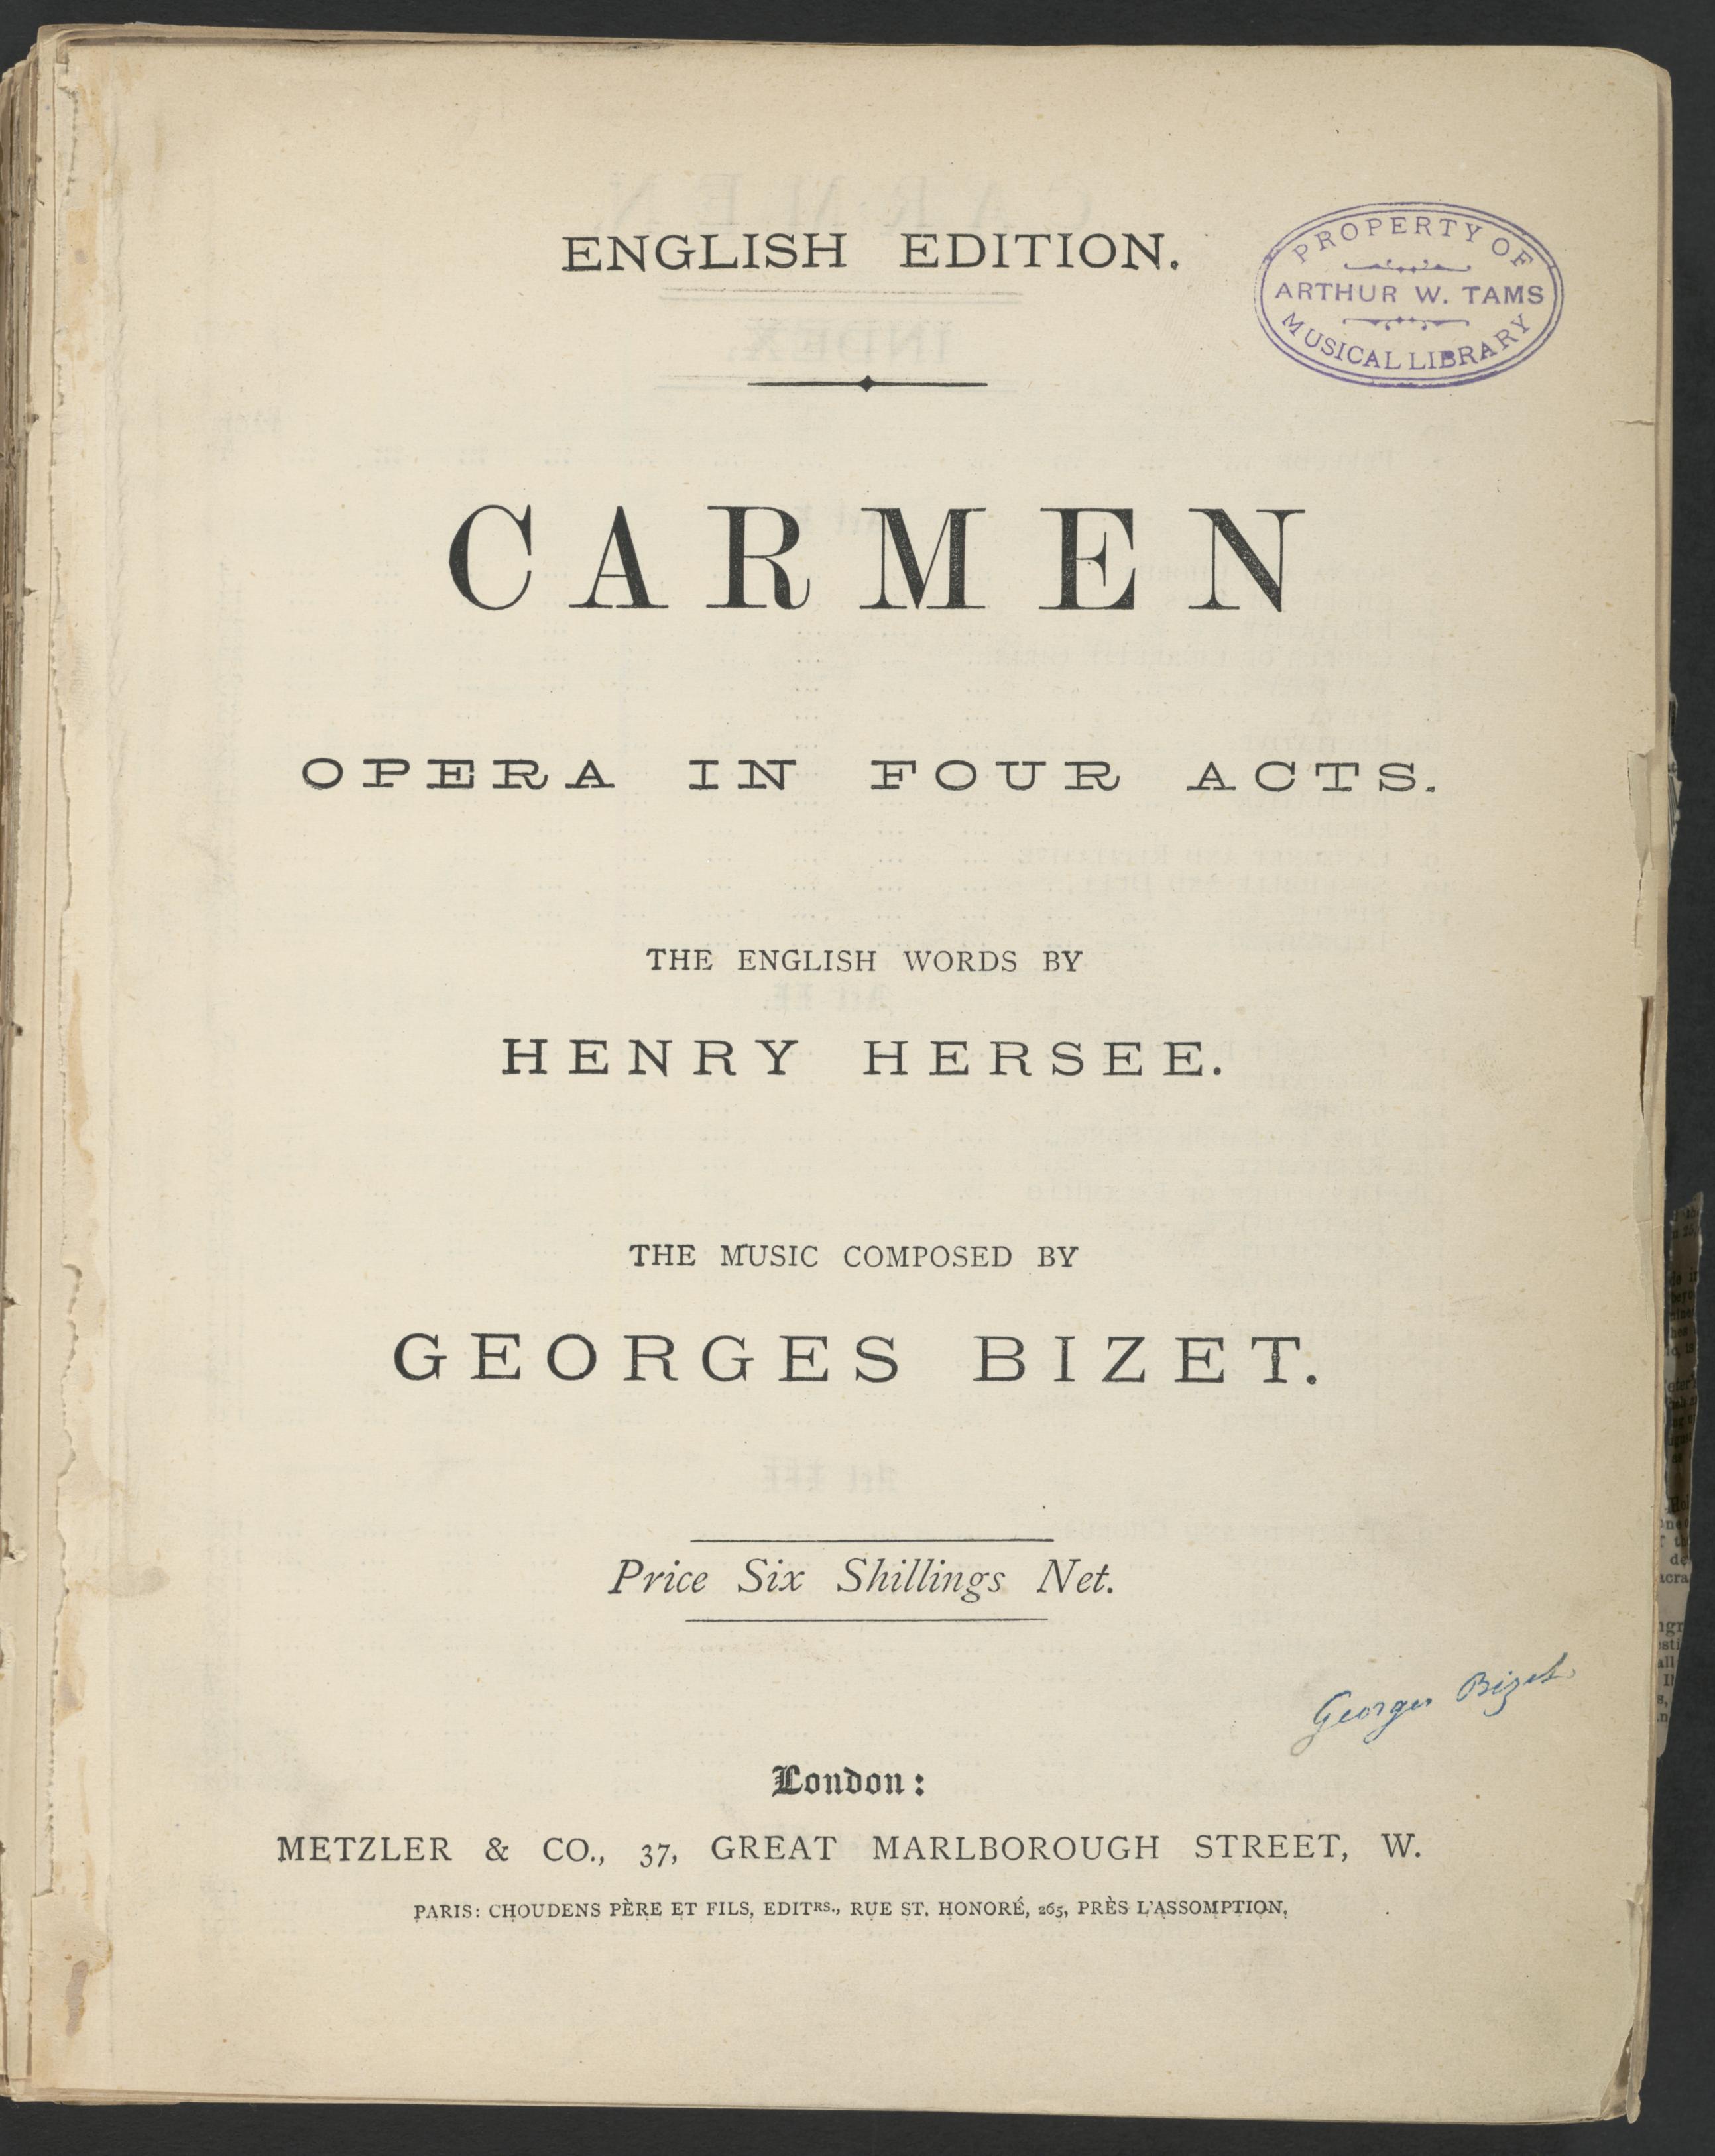 ENGLISH EDITION.
PROPERTY OF
ARTHUR W. TAMS
MUSICAL LIBRARY
CARMEN
OPERA IN FOUR ACTS.
THE ENGLISH WORDS BY
HENRY HERSEE.
THE MUSIC COMPOSED BY
GEORGES BIZET.
Price Six Shillings Net.
Georges Bizet.
London:
METZLER & CO., 37, GREAT MARLBOROUGH STREET, W.
PARIS: CHOUDENS PÈRE ET FILS, EDITRS., RUE ST. HONORÉ, 265, PRÈS L'ASSOMPTION,